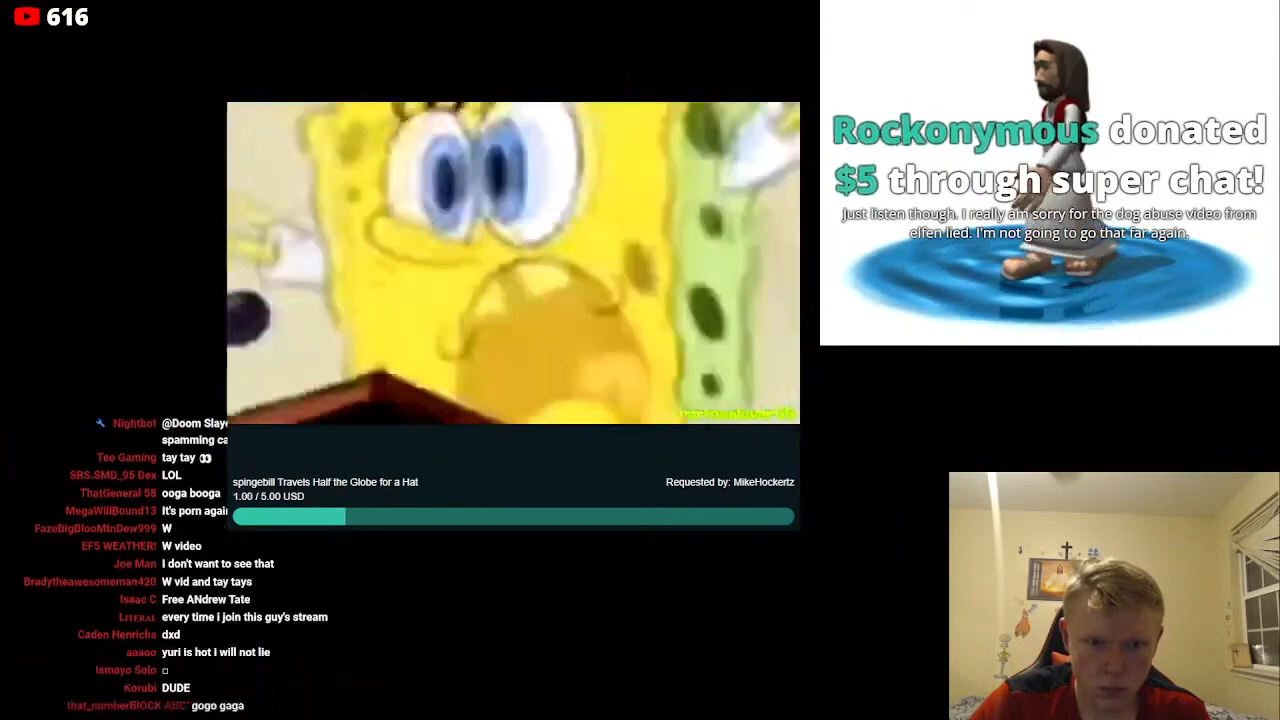 616
Rockonymous donated
$5 through super chat!
Just listen though. I really am sorry for the dog abuse video from
elfen lied. I'm not going to go that far again.
spingebill Travels Half the Globe for a Hat
Requested by: MikeHockertz
1.00 / 5.00 USD
Nightbot @Doom Slaye
spamming ca
Teo Gaming tay tay
SRS.SMD_95 Dex LOL
ThatGeneral 58 ooga booga
MegaWillBound13 it's porn again
FazeBigBlooMtnDew999 W
EF5 WEATHER! W video
Joe Man I don't want to see that
Bradytheawesomeman420 W vid and tay tays
Isaac C Free ANdrew Tate
LITERAL every time i join this guy's stream
Caden Henrichs dxd
aaaoo yuri is hot i will not lie
Ismayo Solo
Korubi DUDE
that_numberBlOCK ABC gogo gaga